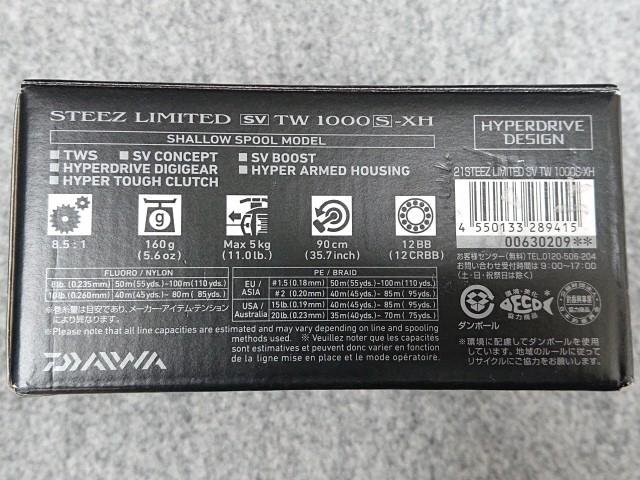 STEEZ LIMITED SV TW 1000S-XH
SHALLOW SPOOL MODEL
■ TWS ■ SV CONCEPT ■ SV BOOST
■ HYPERDRIVE DIGIGEAR ■ HYPER ARMED HOUSING
■ HYPER TOUGH CLUTCH
HYPERDRIVE
DESIGN
21STEEZ LIMITED SV TW 1000S-XH
4 550133 289415
00630209**
g
8.5 : 1
160g
(5.6oz)
Max 5kg
(11.0lb.)
90cm
(35.7inch)
12BB
(12CRBB)
お客様センター(無料)TEL.0120-506-204
お問い合わせ受付時間は 9:00~17:00
(土・日・祝祭日は除く)
FLUORO / NYLON
8lb. (0.235mm) 50m (55yds.)~100m (110yds.)
10lb. (0.260mm) 40m (45yds.)~ 80m ( 85yds.)
PE / BRAID
EU /
ASIA
#1.5 (0.18mm) 50m (55yds.)~100m (110yds.)
#2 (0.20mm) 40m (45yds.)~ 85m ( 95yds.)
USA /
Australia
15lb. (0.19mm) 40m (45yds.)~ 85m ( 95yds.)
20lb. (0.23mm) 35m (40yds.)~ 70m ( 75yds.)
※巻糸量は目安であり、メーカー・アイテム・テンション
により異なります。
※Please note that all line capacities are estimated and may vary depending on line and spooling
methods used. ※Veuillez noter que les capacités
sont estimatives et peuvent varier en fonction
de la ligne mise en place et le mode opératoire.
DAIWA
ダンボール
環境・美化
協力商品
※環境に配慮してダンボールを使用
しています。地域のルールに従って
リサイクルにご協力お願い致します。